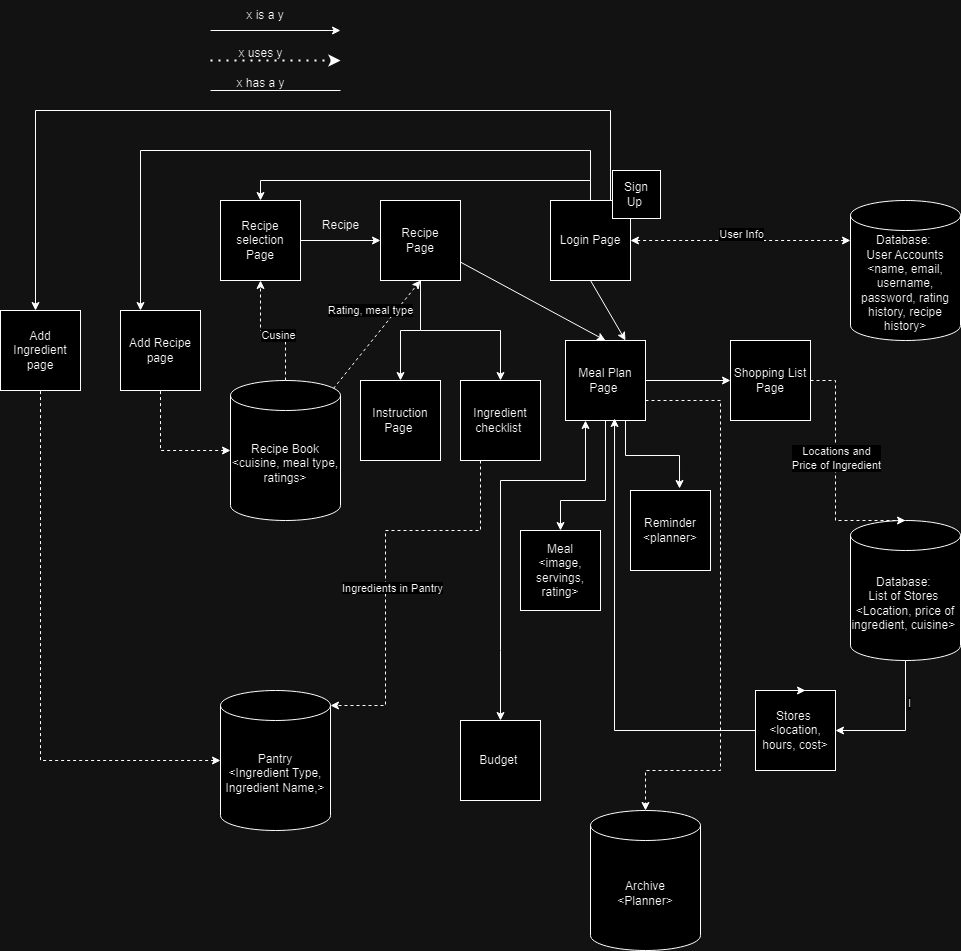 x is a y
x uses y
x has a y
Sign
Up
Recipe
selection
Page
Recipe
Recipe
Page
Login Page
User Info
Database:
User Accounts
<name, email,
username,
password, rating
history, recipe
history>
Rating, meal type
Cusine
Add
Ingredient
page
Add Recipe
page
Meal Plan
Page
Shopping List
Page
Instruction
Page
Ingredient
checklist
Recipe Book
<cuisine, meal type,
ratings>
Locations and
Price of Ingredient
Reminder
<planner>
Meal
<image,
servings,
rating>
Ingredients in Pantry
Database:
List of Stores
<Location, price of
ingredient, cuisine>
l
Stores
<location,
hours, cost>
Pantry
<Ingredient Type,
Ingredient Name,>
Budget
Archive
<Planner>